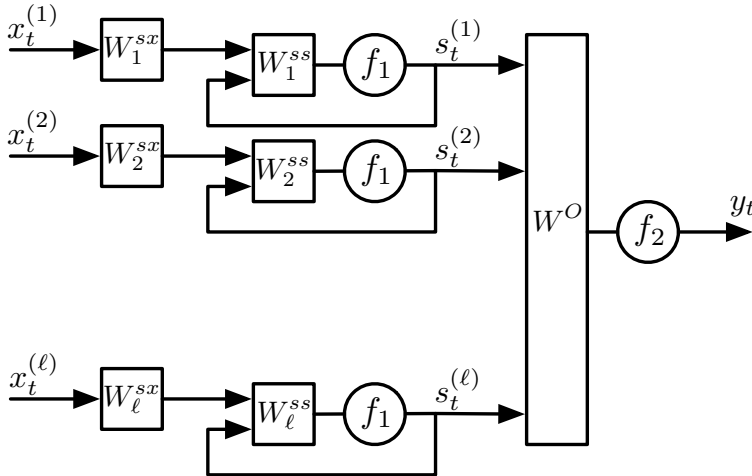 x_t^{(1)} W_1^{sx} W_1^{ss} f_1 s_t^{(1)}
x_t^{(2)} W_2^{sx} W_2^{ss} f_1 s_t^{(2)}
W^O f_2 y_t
x_t^{(ℓ)} W_ℓ^{sx} W_ℓ^{ss} f_1 s_t^{(ℓ)}